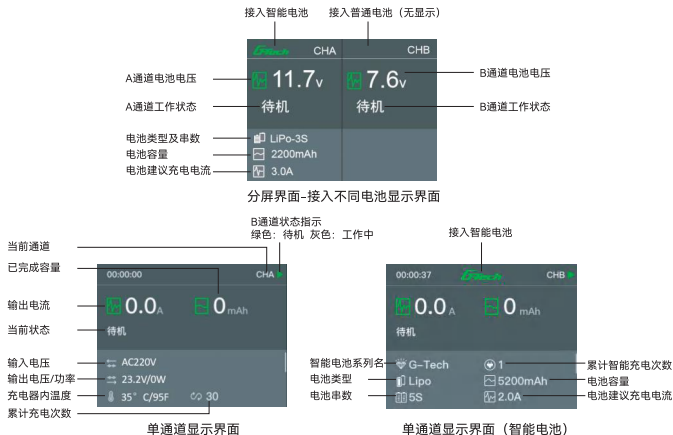 接入智能电池 接入普通电池（无显示）
G-Tech CHA CHB
A通道电池电压 11.7v 7.6v B通道电池电压
A通道工作状态 待机 待机 B通道工作状态
电池类型及串数 LiPo-3S
电池容量 2200mAh
电池建议充电电流 3.0A
分屏界面-接入不同电池显示界面
B通道状态指示
绿色：待机 灰色：工作中
当前通道
已完成容量
00:00:00 CHA
输出电流 0.0A 0mAh
当前状态 待机
输入电压 AC220V
输出电压/功率 23.2V/0W
充电器内温度 35° C/95F 30
累计充电次数
单通道显示界面
接入智能电池
00:00:37 G-Tech CHB
0.0A 0mAh
待机
智能电池系列名 G-Tech 1 累计智能充电次数
电池类型 Lipo 5200mAh 电池容量
电池串数 5S 2.0A 电池建议充电电流
单通道显示界面（智能电池）